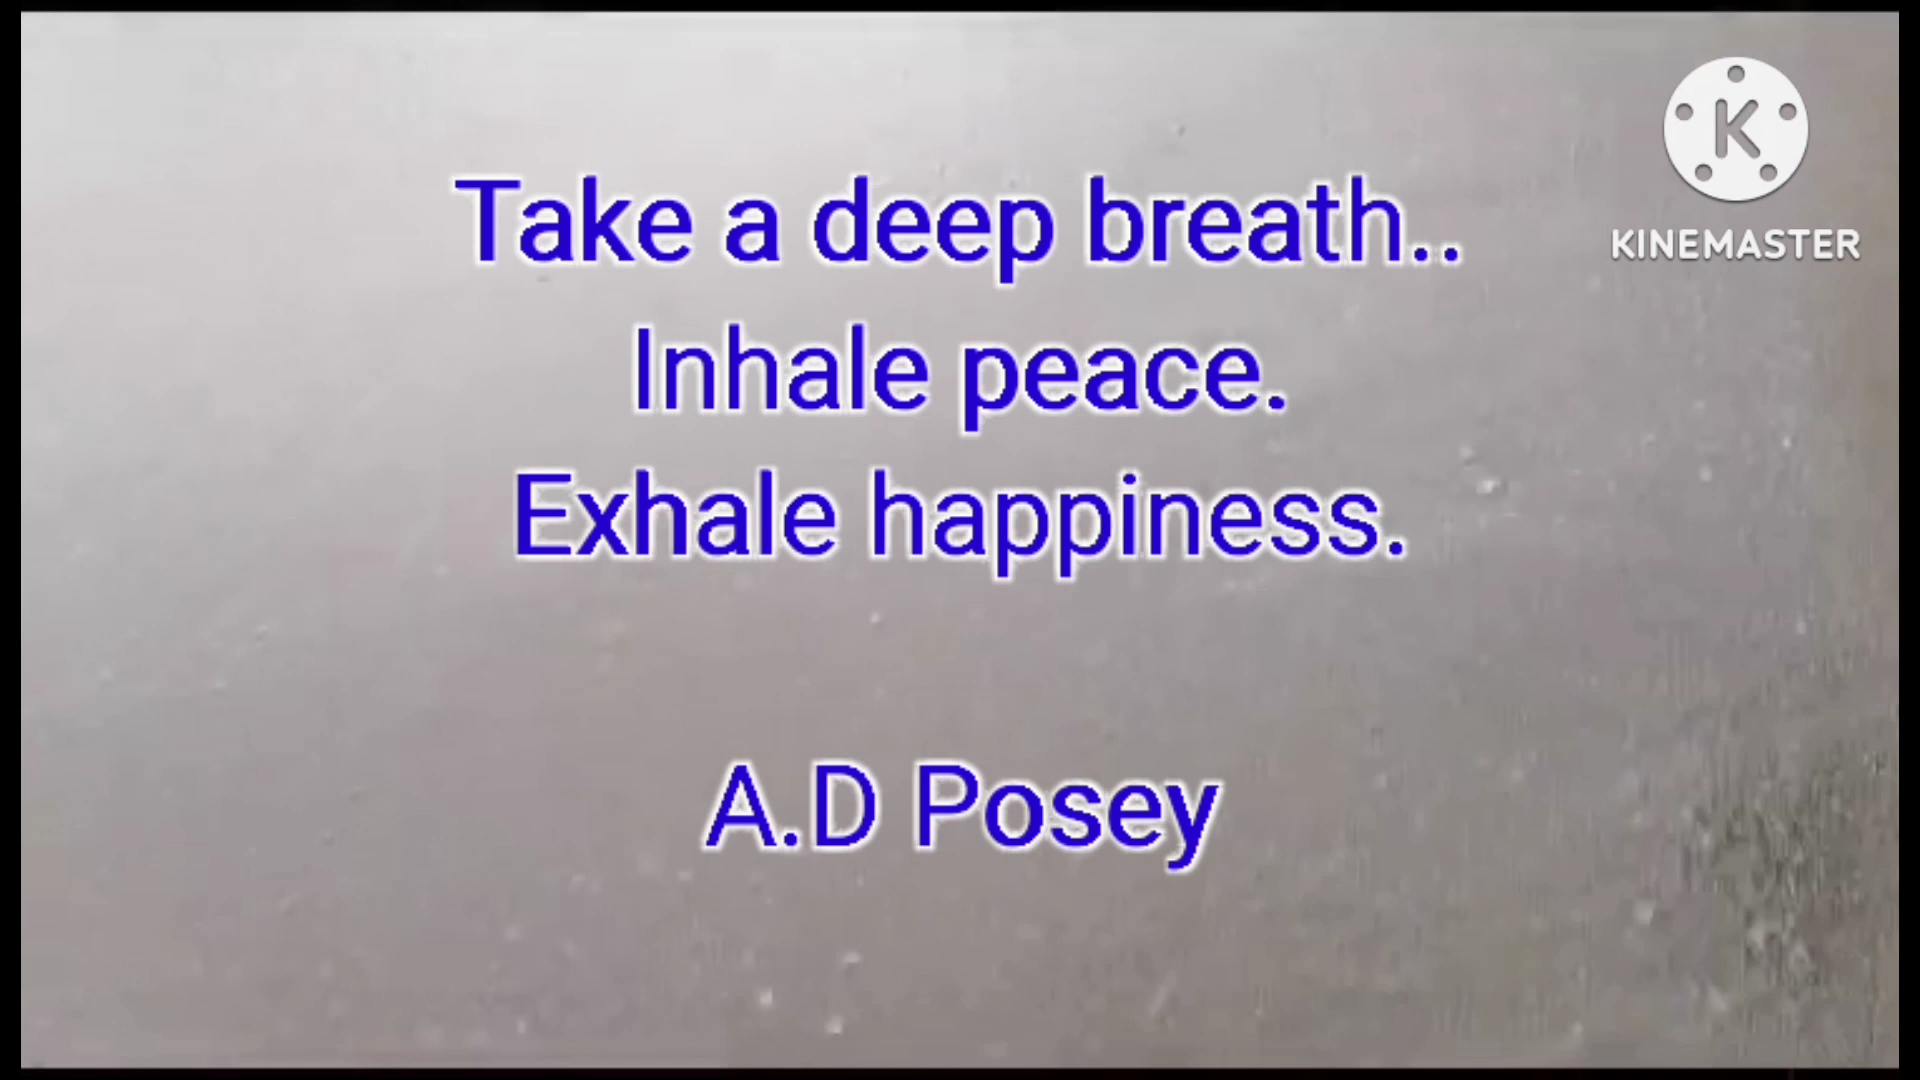 Take a deep breath..
Inhale peace.
Exhale happiness.
A.D Posey
K
KINEMASTER